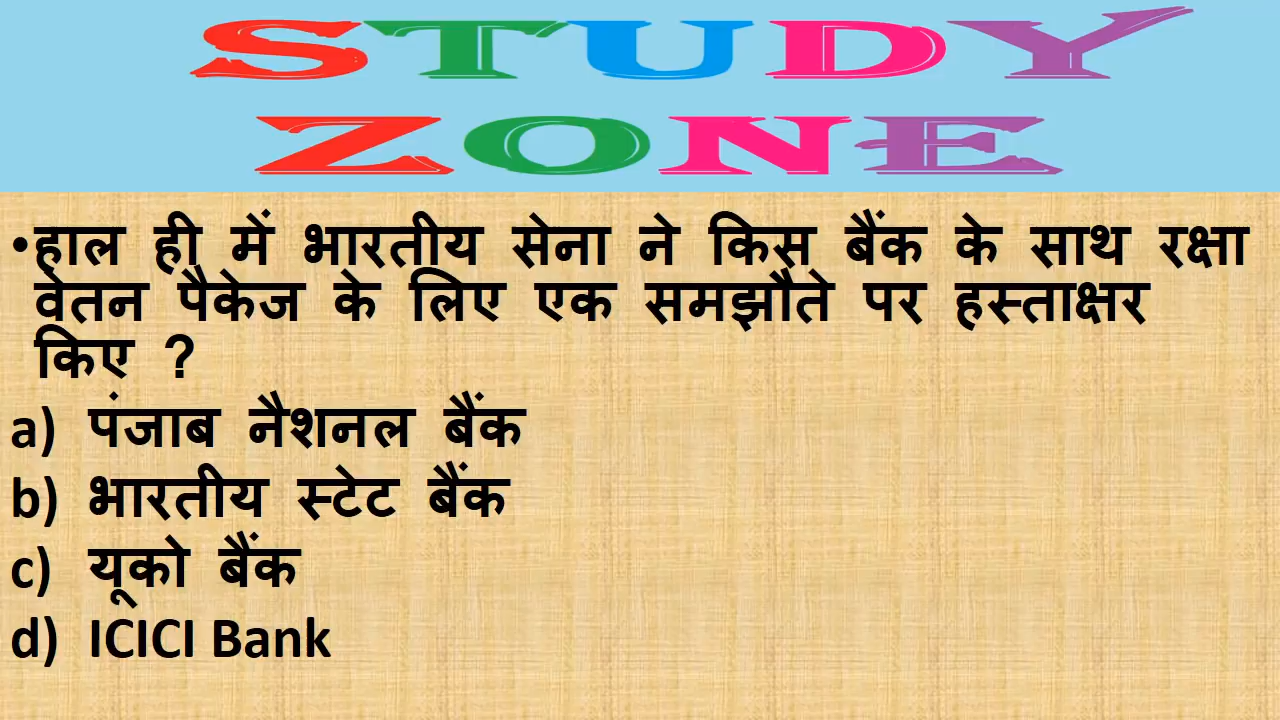 STUDY
ZONE
•हाल ही में भारतीय सेना ने किस बैंक के साथ रक्षा
वेतन पैकेज के लिए एक समझौते पर हस्ताक्षर
किए ?
a) पंजाब नैशनल बैंक
b) भारतीय स्टेट बैंक
c) यूको बैंक
d) ICICI Bank